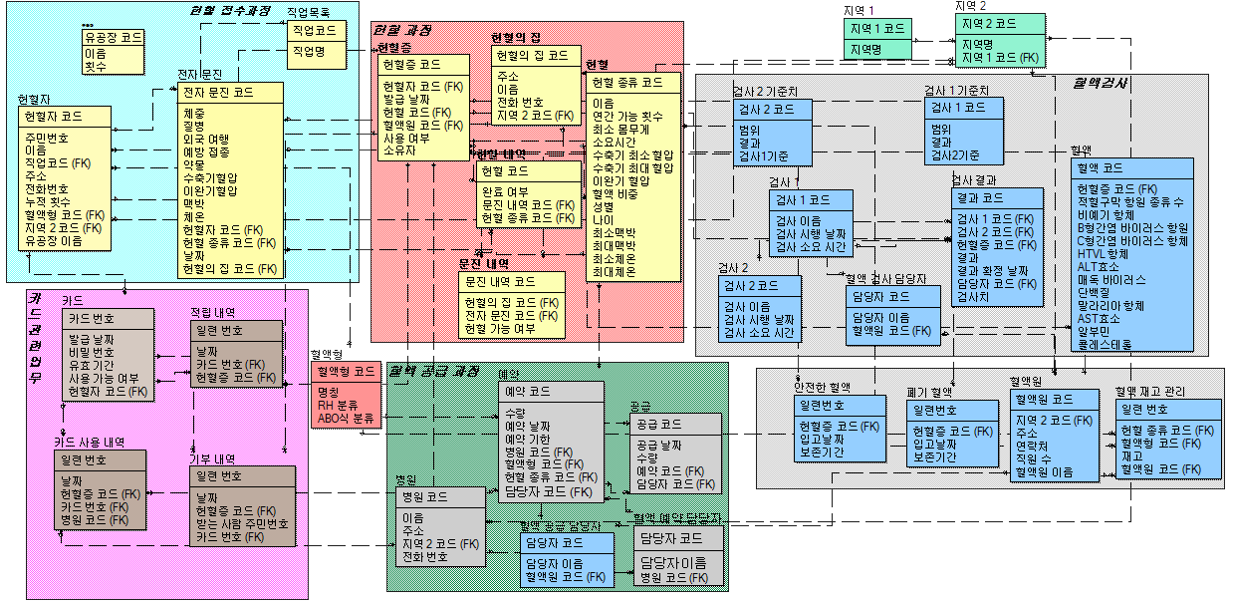 헌혈 접수과정
***
유공장 코드
이름
횟수
직업목록
직업코드
직업명
헌혈자
헌혈자 코드
주민번호
이름
직업코드 (FK)
주소
전화번호
누적 횟수
혈액형 코드 (FK)
지역 2코드 (FK)
유공장 이름
전자 문진
전자 문진 코드
체중
질병
외국 여행
예방 접종
약물
수축기혈압
이완기혈압
맥박
체온
헌혈자 코드 (FK)
헌혈 종류 코드 (FK)
날짜
헌혈의 집 코드 (FK)
헌혈 과정
헌혈증
헌혈증 코드
헌혈자 코드 (FK)
발급 날짜
헌혈 코드 (FK)
혈액원 코드 (FK)
사용 여부
소유자
헌혈의 집
헌혈의 집 코드
주소
이름
전화 번호
지역 2 코드 (FK)
헌혈
헌혈 종류 코드
이름
연간 가능 횟수
최소 몸무게
소요시간
수축기 최소 혈압
수축기 최대 혈압
이완기 혈압
혈액 비중
성별
나이
최소맥박
최대맥박
최소체온
최대체온
헌혈 내역
헌혈 코드
완료 여부
문진 내역 코드 (FK)
헌혈 종류 코드 (FK)
문진 내역
문진 내역 코드
헌혈의 집 코드 (FK)
전자 문진 코드 (FK)
헌혈 가능 여부
지역 1
지역 1 코드
지역명
지역 2
지역 2 코드
지역명
지역 1 코드 (FK)
혈액검사
검사 2 기준치
검사 2 코드
범위
결과
검사1기준
검사 1 기준치
검사 1 코드
범위
결과
검사2기준
검사 1
검사 1 코드
검사 이름
검사 시행 날짜
검사 소요 시간
검사 결과
결과 코드
검사 1 코드 (FK)
검사 2 코드 (FK)
헌혈증 코드 (FK)
결과
결과 확정 날짜
담당자 코드 (FK)
검사치
검사 2
검사 2 코드
검사 이름
검사 시행 날짜
검사 소요 시간
혈액 검사 담당자
담당자 코드
담당자 이름
혈액원 코드 (FK)
혈액
혈액 코드
헌혈증 코드 (FK)
적혈구막 항원 종류 수
비예기 항체
B형간염 바이러스 항원
C형간염 바이러스 항체
HTVL 항체
ALT효소
매독 바이러스
단백질
말라리아 항체
AST효소
알부민
콜레스테롤
카드 관련업무
카드
카드 번호
발급 날짜
비밀 번호
유효 기간
사용 가능 여부
헌혈자 코드 (FK)
적립 내역
일련 번호
날짜
카드 번호 (FK)
헌혈증 코드 (FK)
카드 사용 내역
일련 번호
날짜
헌혈증 코드 (FK)
카드 번호 (FK)
병원 코드 (FK)
기부 내역
일련 번호
날짜
헌혈증 코드 (FK)
받는 사람 주민번호
카드 번호 (FK)
혈액형
혈액형 코드
명칭
RH 분류
ABO식 분류
혈액 공급 과정
예약
예약 코드
수량
예약 날짜
예약 기한
병원 코드 (FK)
혈액형 코드 (FK)
헌혈 종류 코드 (FK)
담당자 코드 (FK)
공급
공급 코드
공급 날짜
수량
예약 코드 (FK)
담당자 코드 (FK)
병원
병원 코드
이름
주소
지역 2 코드 (FK)
전화 번호
혈액 공급 담당자
담당자 코드
담당자 이름
혈액원 코드 (FK)
혈액 예약 담당자
담당자 코드
담당자이름
병원 코드 (FK)
안전한 혈액
일련번호
헌혈증 코드 (FK)
입고날짜
보존기간
폐기 혈액
일련번호
헌혈증 코드 (FK)
입고날짜
보존기간
혈액원
혈액원 코드
지역 2 코드 (FK)
주소
연락처
직원 수
혈액원 이름
혈액 재고 관리
일련번호
헌혈 종류 코드 (FK)
혈액형 코드 (FK)
재고
혈액원 코드 (FK)